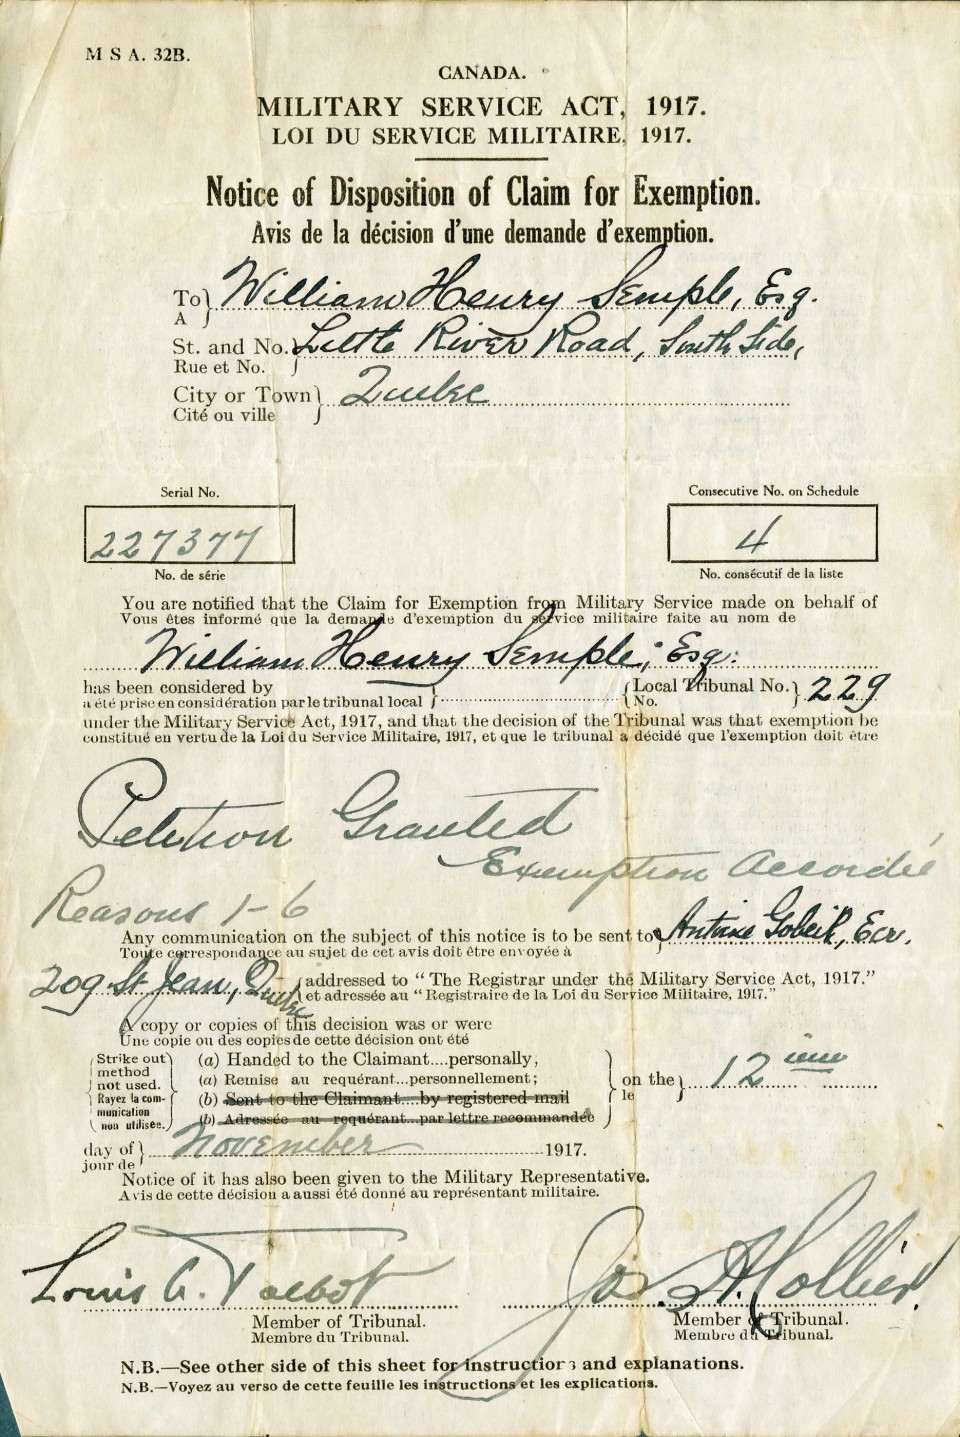 M S A. 32B.
CANADA.
MILITARY SERVICE ACT, 1917.
LOI DU SERVICE MILITAIRE, 1917.
Notice of Disposition of Claim for Exemption.
Avis de la décision d'une demande d'exemption.
To } William Henry Semple, Esq.
A
St. and No. } Little River Road, South Side,
Rue et No.
City or Town } Quebec
Cité ou ville
Serial No. Consecutive No. on Schedule
227377 4
No. de série No. consécutif de la liste
You are notified that the Claim for Exemption from Military Service made on behalf of
Vous êtes informé que la demande d'exemption du service militaire faite au nom de
William Henry Semple, Esq.
has been considered by { Local Tribunal No. } 229
a été prise en considération par le tribunal local { No.
under the Military Service Act, 1917, and that the decision of the Tribunal was that exemption be
constitué en vertu de la Loi du Service Militaire, 1917, et que le tribunal a décidé que l'exemption doit être
Petition Granted
Exemption accordée
Reasons 1-6
Any communication on the subject of this notice is to be sent to } Antoine Gobeil, Ecr.
Toute correspondance au sujet de cet avis doit être envoyée à
209 St Jean, Quebec { addressed to "The Registrar under the Military Service Act, 1917."
et adressée au "Registraire de la Loi du Service Militaire, 1917."
A copy or copies of this decision was or were
Une copie ou des copies de cette décision ont été
Strike out method not used. (a) Handed to the Claimant....personally,
(a) Remise au requérant...personnellement; on the } 12 ième
Rayez la communication non utilisée. (b) Sent to the Claimant....by registered mail le
(b) Adressée au requérant....par lettre recommandée
day of } November 1917.
jour de
Notice of it has also been given to the Military Representative.
Avis de cette décision a aussi été donné au représentant militaire.
Louis A. Talbot Jos. A. Collier
Member of Tribunal. Member of Tribunal.
Membre du Tribunal. Membre du Tribunal.
N.B.—See other side of this sheet for instructions and explanations.
N.B.—Voyez au verso de cette feuille les instructions et les explications.